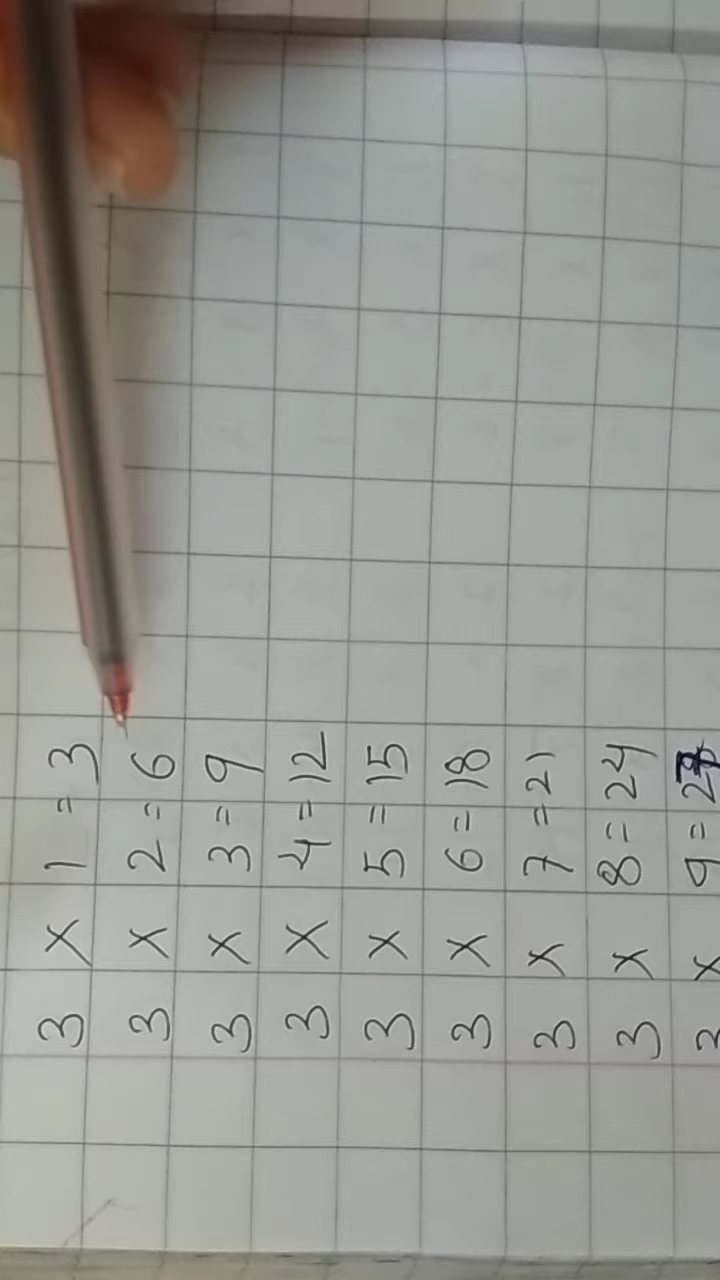 3 x 1 = 3
3 x 2 = 6
3 x 3 = 9
3 x 4 = 12
3 x 5 = 15
3 x 6 = 18
3 x 7 = 21
3 x 8 = 24
3 x 9 = 27